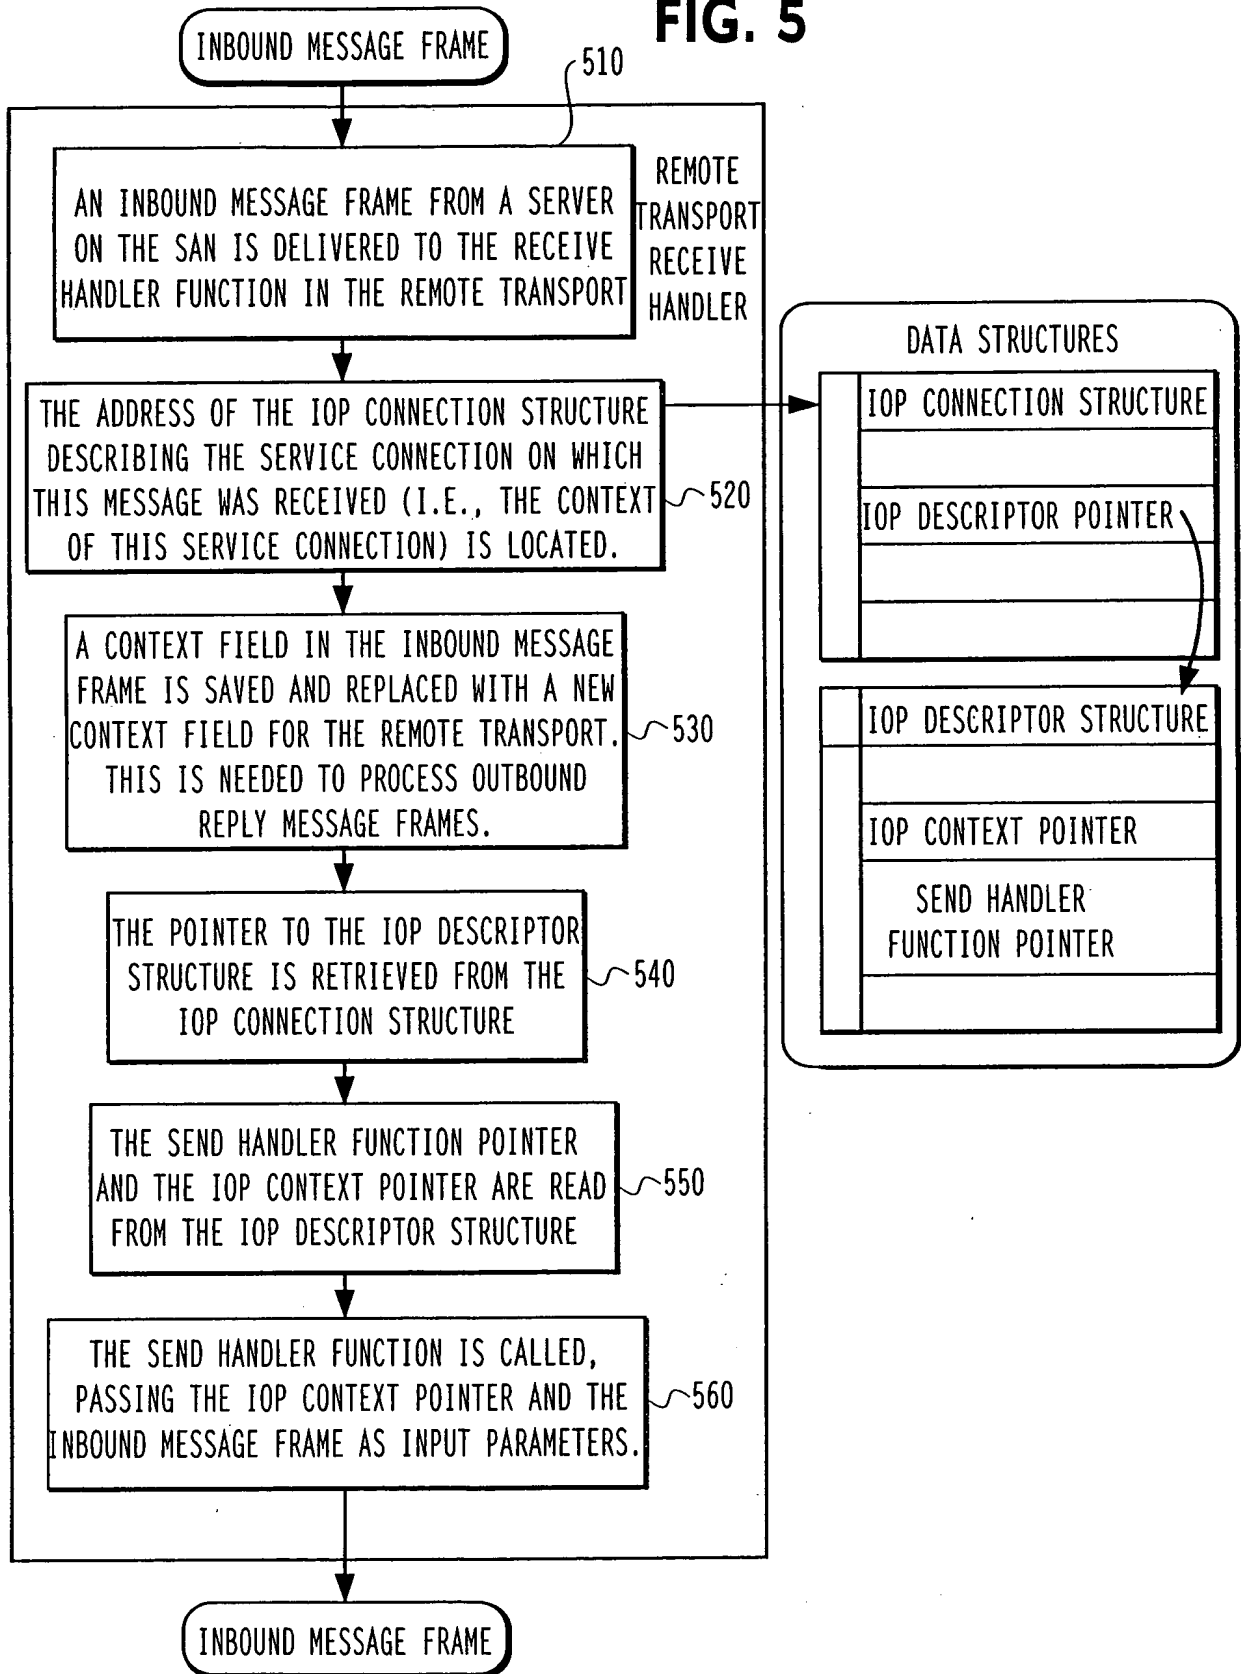 FIG. 5
INBOUND MESSAGE FRAME
510
AN INBOUND MESSAGE FRAME FROM A SERVER
ON THE SAN IS DELIVERED TO THE RECEIVE
HANDLER FUNCTION IN THE REMOTE TRANSPORT
REMOTE
TRANSPORT
RECEIVE
HANDLER
THE ADDRESS OF THE IOP CONNECTION STRUCTURE
DESCRIBING THE SERVICE CONNECTION ON WHICH
THIS MESSAGE WAS RECEIVED (I.E., THE CONTEXT
OF THIS SERVICE CONNECTION) IS LOCATED.
520
A CONTEXT FIELD IN THE INBOUND MESSAGE
FRAME IS SAVED AND REPLACED WITH A NEW
CONTEXT FIELD FOR THE REMOTE TRANSPORT.
THIS IS NEEDED TO PROCESS OUTBOUND
REPLY MESSAGE FRAMES.
530
THE POINTER TO THE IOP DESCRIPTOR
STRUCTURE IS RETRIEVED FROM THE
IOP CONNECTION STRUCTURE
540
THE SEND HANDLER FUNCTION POINTER
AND THE IOP CONTEXT POINTER ARE READ
FROM THE IOP DESCRIPTOR STRUCTURE
550
THE SEND HANDLER FUNCTION IS CALLED,
PASSING THE IOP CONTEXT POINTER AND THE
INBOUND MESSAGE FRAME AS INPUT PARAMETERS.
560
INBOUND MESSAGE FRAME
DATA STRUCTURES
IOP CONNECTION STRUCTURE
IOP DESCRIPTOR POINTER
IOP DESCRIPTOR STRUCTURE
IOP CONTEXT POINTER
SEND HANDLER
FUNCTION POINTER